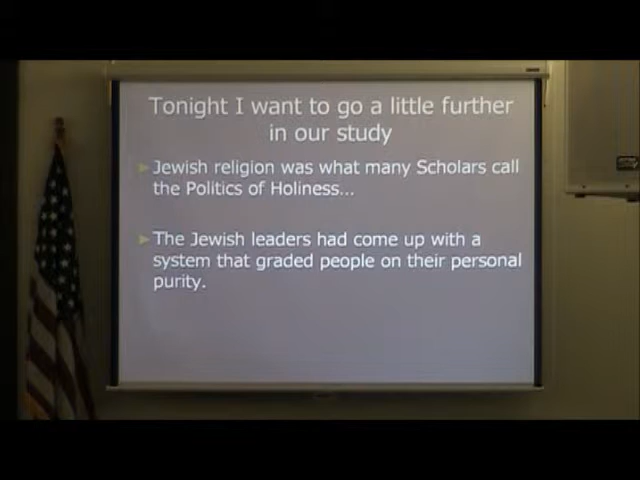 Tonight I want to go a little further
in our study
Jewish religion was what many Scholars call
the Politics of Holiness...
The Jewish leaders had come up with a
system that graded people on their personal
purity.